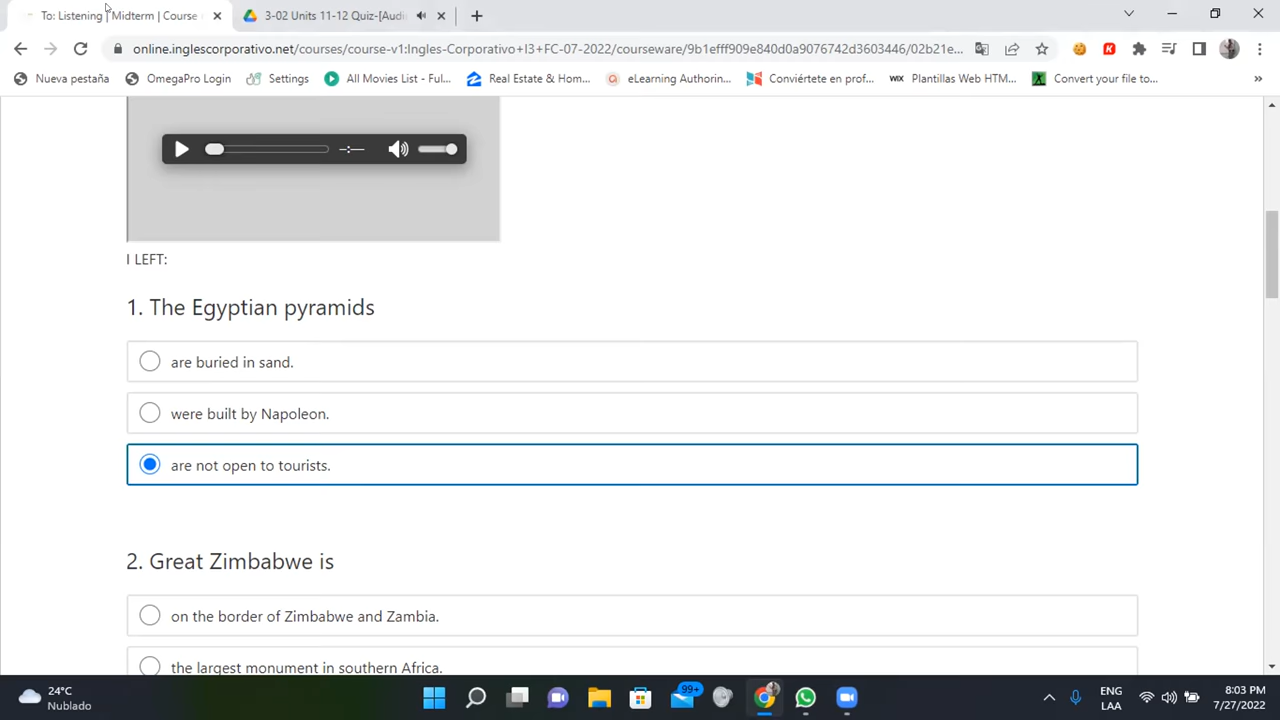 To: Listening | Midterm | Course
3-02 Units 11-12 Quiz-[Audi
online.inglescorporativo.net/courses/course-v1:Ingles-Corporativo+I3+FC-07-2022/courseware/9b1efff909e840d0a9076742d3603446/02b21e...
Nueva pestaña
OmegaPro Login
Settings
All Movies List - Ful...
Real Estate & Hom...
eLearning Authorin...
Conviértete en prof...
WIX Plantillas Web HTM...
Convert your file to...
»
-:--
I LEFT:
1. The Egyptian pyramids
are buried in sand.
were built by Napoleon.
are not open to tourists.
2. Great Zimbabwe is
on the border of Zimbabwe and Zambia.
the largest monument in southern Africa.
24°C
Nublado
99+
ENG
LAA
8:03 PM
7/27/2022